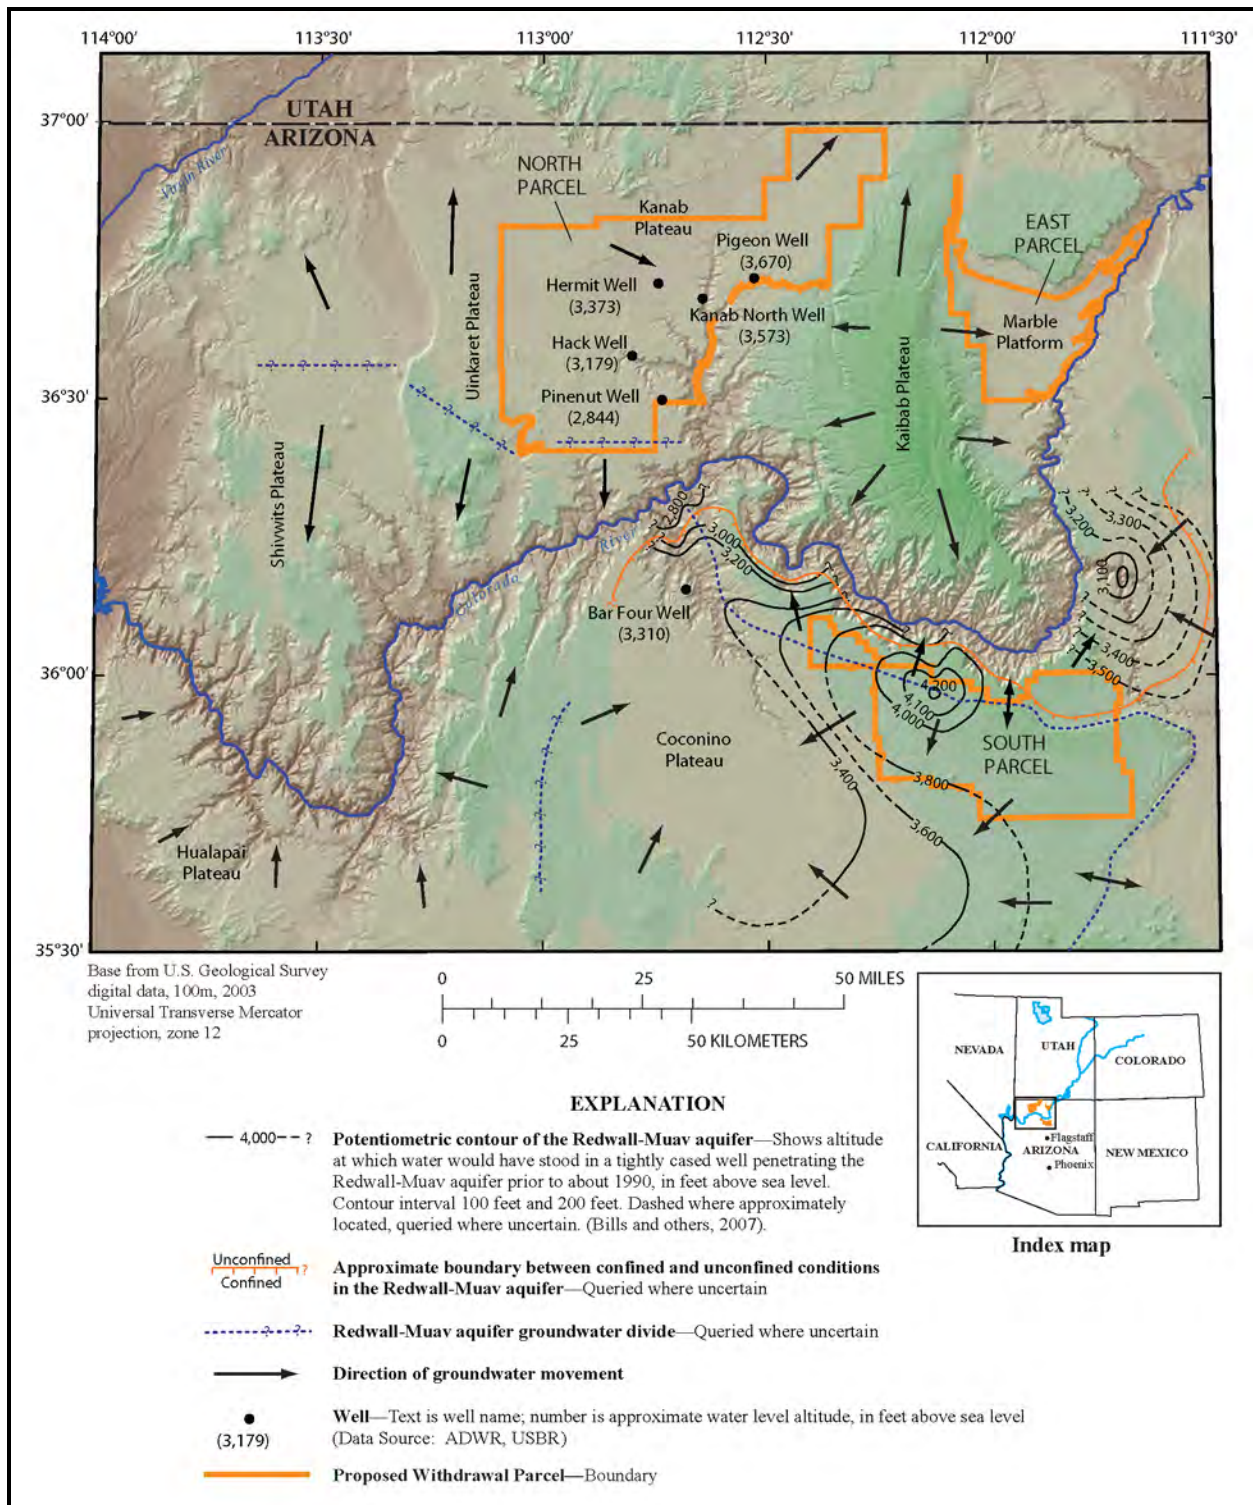 114°00'
113°30'
113°00'
112°30'
112°00'
111°30'
37°00'
UTAH
ARIZONA
Virgin River
NORTH
PARCEL
Kanab
Plateau
Pigeon Well
(3,670)
EAST
PARCEL
Hermit Well
(3,373)
Kanab North Well
(3,573)
Marble
Platform
Uinkaret Plateau
Hack Well
(3,179)
Kaibab Plateau
36°30'
Pinenut Well
(2,844)
Shivwits Plateau
2,800
3,000
3,200
3,200
3,300
3,100
3,400
3,500
Colorado
River
Bar Four Well
(3,310)
36°00'
4,200
4,100
4,000
Coconino
Plateau
SOUTH
PARCEL
3,400
3,800
3,600
Hualapai
Plateau
35°30'
Base from U.S. Geological Survey
digital data, 100m, 2003
Universal Transverse Mercator
projection, zone 12
0 25 50 MILES
0 25 50 KILOMETERS
NEVADA
UTAH
COLORADO
CALIFORNIA
ARIZONA
NEW MEXICO
Flagstaff
Phoenix
Index map
EXPLANATION
4,000 ?
Potentiometric contour of the Redwall-Muav aquifer—Shows altitude
at which water would have stood in a tightly cased well penetrating the
Redwall-Muav aquifer prior to about 1990, in feet above sea level.
Contour interval 100 feet and 200 feet. Dashed where approximately
located, queried where uncertain. (Bills and others, 2007).
Unconfined
?
Confined
Approximate boundary between confined and unconfined conditions
in the Redwall-Muav aquifer—Queried where uncertain
? ?
Redwall-Muav aquifer groundwater divide—Queried where uncertain
Direction of groundwater movement
(3,179)
Well—Text is well name; number is approximate water level altitude, in feet above sea level
(Data Source: ADWR, USBR)
Proposed Withdrawal Parcel—Boundary